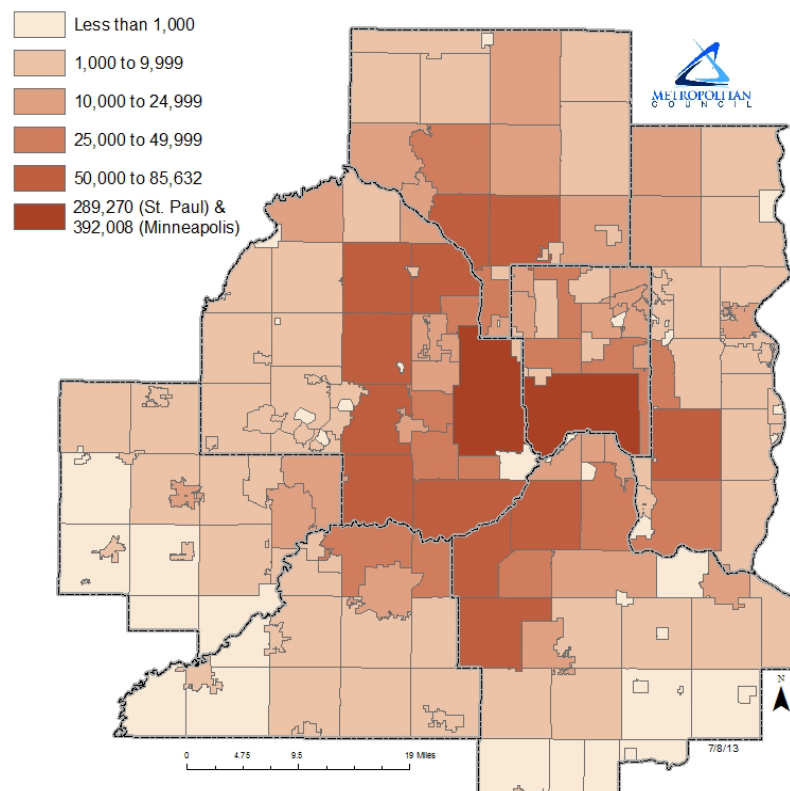 Less than 1,000
1,000 to 9,999
10,000 to 24,999
25,000 to 49,999
50,000 to 85,632
289,270 (St. Paul) &
392,008 (Minneapolis)
METROPOLITAN
COUNCIL
N
7/8/13
0 4.75 9.5 19 Miles